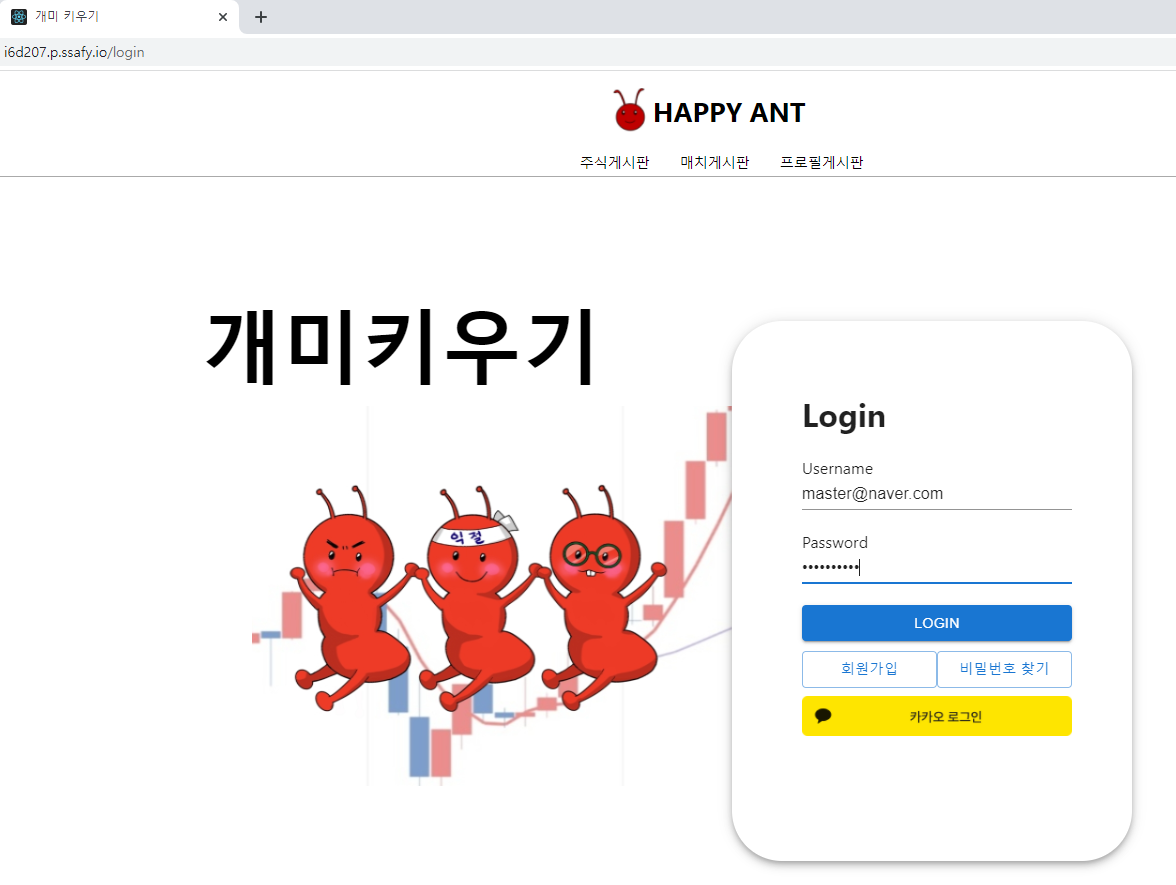 개미 키우기
i6d207.p.ssafy.io/login
HAPPY ANT
주식게시판 매치게시판 프로필게시판
개미키우기
익절
Login
Username
master@naver.com
Password
••••••••••
LOGIN
회원가입 비밀번호 찾기
카카오 로그인